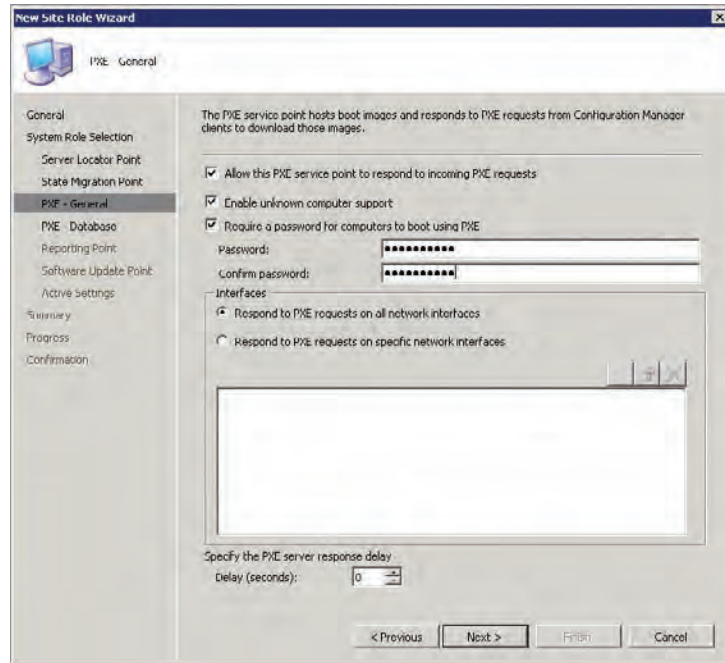 New Site Role Wizard
PXE - General
General
System Role Selection
Server Locator Point
State Migration Point
PXE - General
PXE - Database
Reporting Point
Software Update Point
Active Settings
Summary
Progress
Confirmation
The PXE service point hosts boot images and responds to PXE requests from Configuration Manager
clients to download those images.
Allow this PXE service point to respond to incoming PXE requests
Enable unknown computer support
Require a password for computers to boot using PXE
Password: ●●●●●●●●●●
Confirm password: ●●●●●●●●●●
Interfaces
Respond to PXE requests on all network interfaces
Respond to PXE requests on specific network interfaces
Specify the PXE server response delay
Delay (seconds): 0
< Previous
Next >
Finish
Cancel